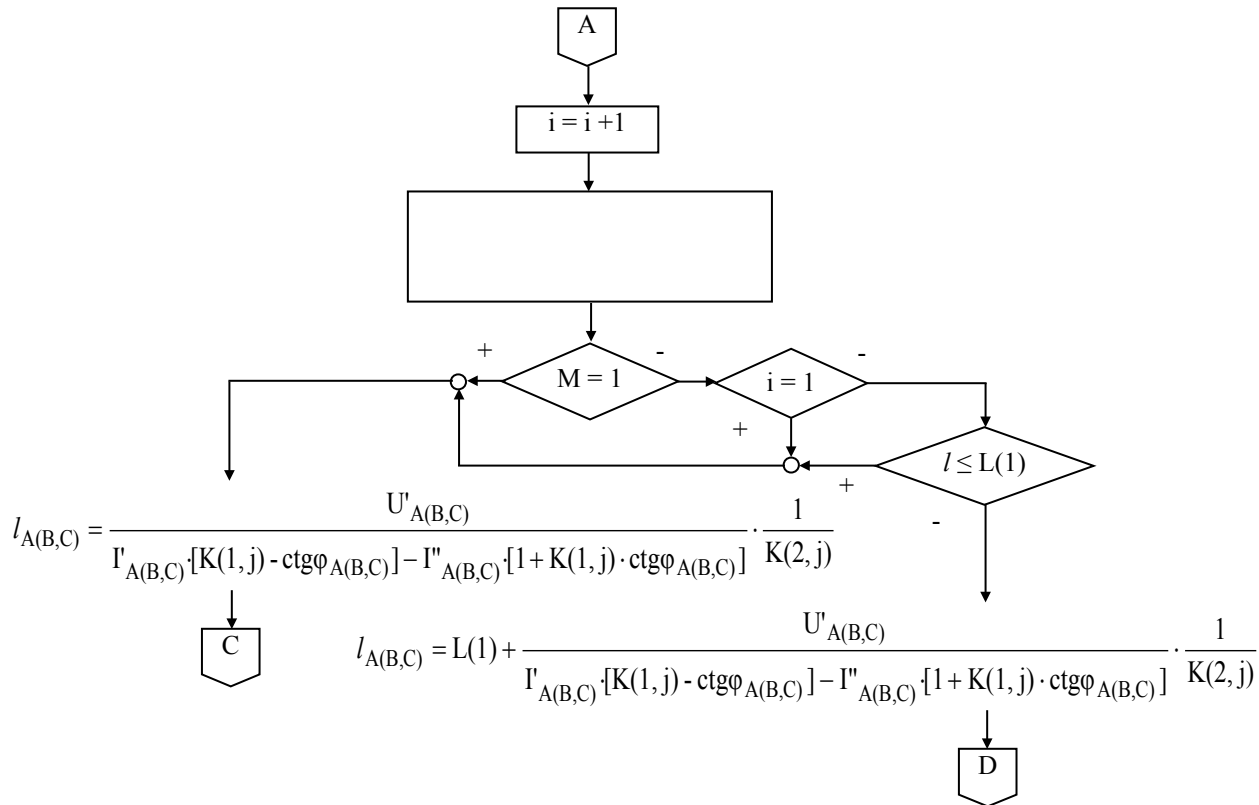 A
i = i +1
+
-
M = 1
i = 1
-
+
l ≤ L(1)
+
-
l_A(B,C) = U'_A(B,C) / (I'_A(B,C)·[K(1, j) - ctgφ_A(B,C)] – I"_A(B,C)·[1 + K(1, j) · ctgφ_A(B,C)]) · 1 / K(2, j)
C
l_A(B,C) = L(1) + U'_A(B,C) / (I'_A(B,C)·[K(1, j) - ctgφ_A(B,C)] – I"_A(B,C)·[1 + K(1, j) · ctgφ_A(B,C)]) · 1 / K(2, j)
D